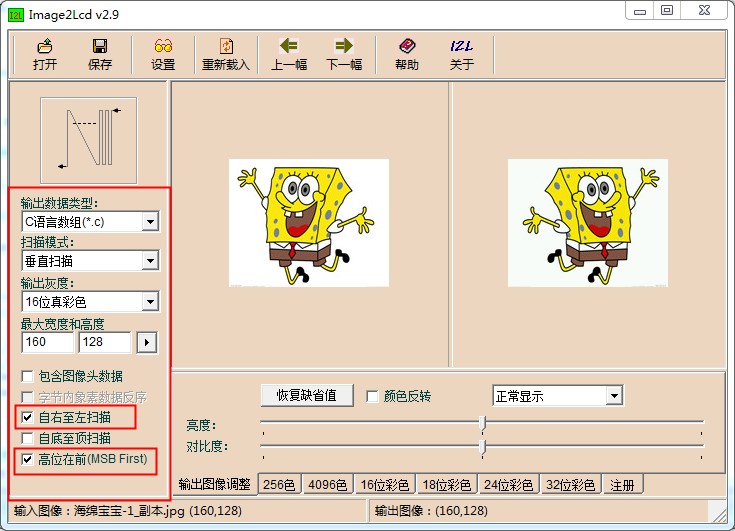 Image2Lcd v2.9
打开 保存 设置 重新载入 上一幅 下一幅 帮助 关于
I2L
输出数据类型：
C语言数组(*.c)
扫描模式：
垂直扫描
输出灰度：
16位真彩色
最大宽度和高度
160 128
包含图像头数据
字节内象素数据反序
自右至左扫描
自底至顶扫描
高位在前(MSB First)
恢复缺省值 颜色反转 正常显示
亮度：
对比度：
输出图像调整 256色 4096色 16位彩色 18位彩色 24位彩色 32位彩色 注册
输入图像：海绵宝宝-1_副本.jpg (160,128) 输出图像：(160,128)